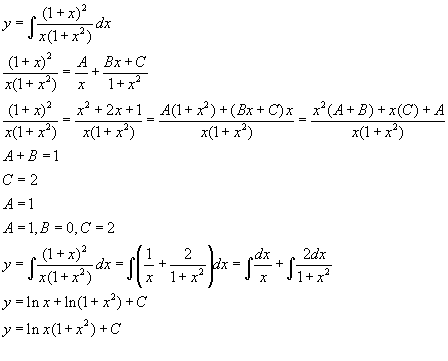 y = ∫ (1+x)²/x(1+x²) dx
(1+x)²/x(1+x²) = A/x + Bx+C/1+x²
(1+x)²/x(1+x²) = x²+2x+1/x(1+x²) = A(1+x²)+(Bx+C)x/x(1+x²) = x²(A+B)+x(C)+A/x(1+x²)
A+B=1
C=2
A=1
A=1,B=0,C=2
y = ∫ (1+x)²/x(1+x²) dx = ∫ (1/x + 2/1+x²) dx = ∫ dx/x + ∫ 2dx/1+x²
y = ln x + ln(1+x²) + C
y = ln x(1+x²) + C